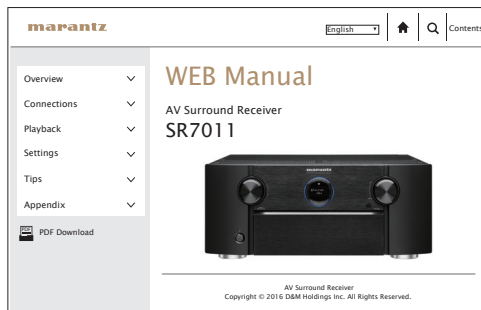 marantz
English
Contents
Overview
Connections
Playback
Settings
Tips
Appendix
PDF
PDF Download
WEB Manual
AV Surround Receiver
SR7011
marantz
AV Surround Receiver
Copyright © 2016 D&M Holdings Inc. All Rights Reserved.